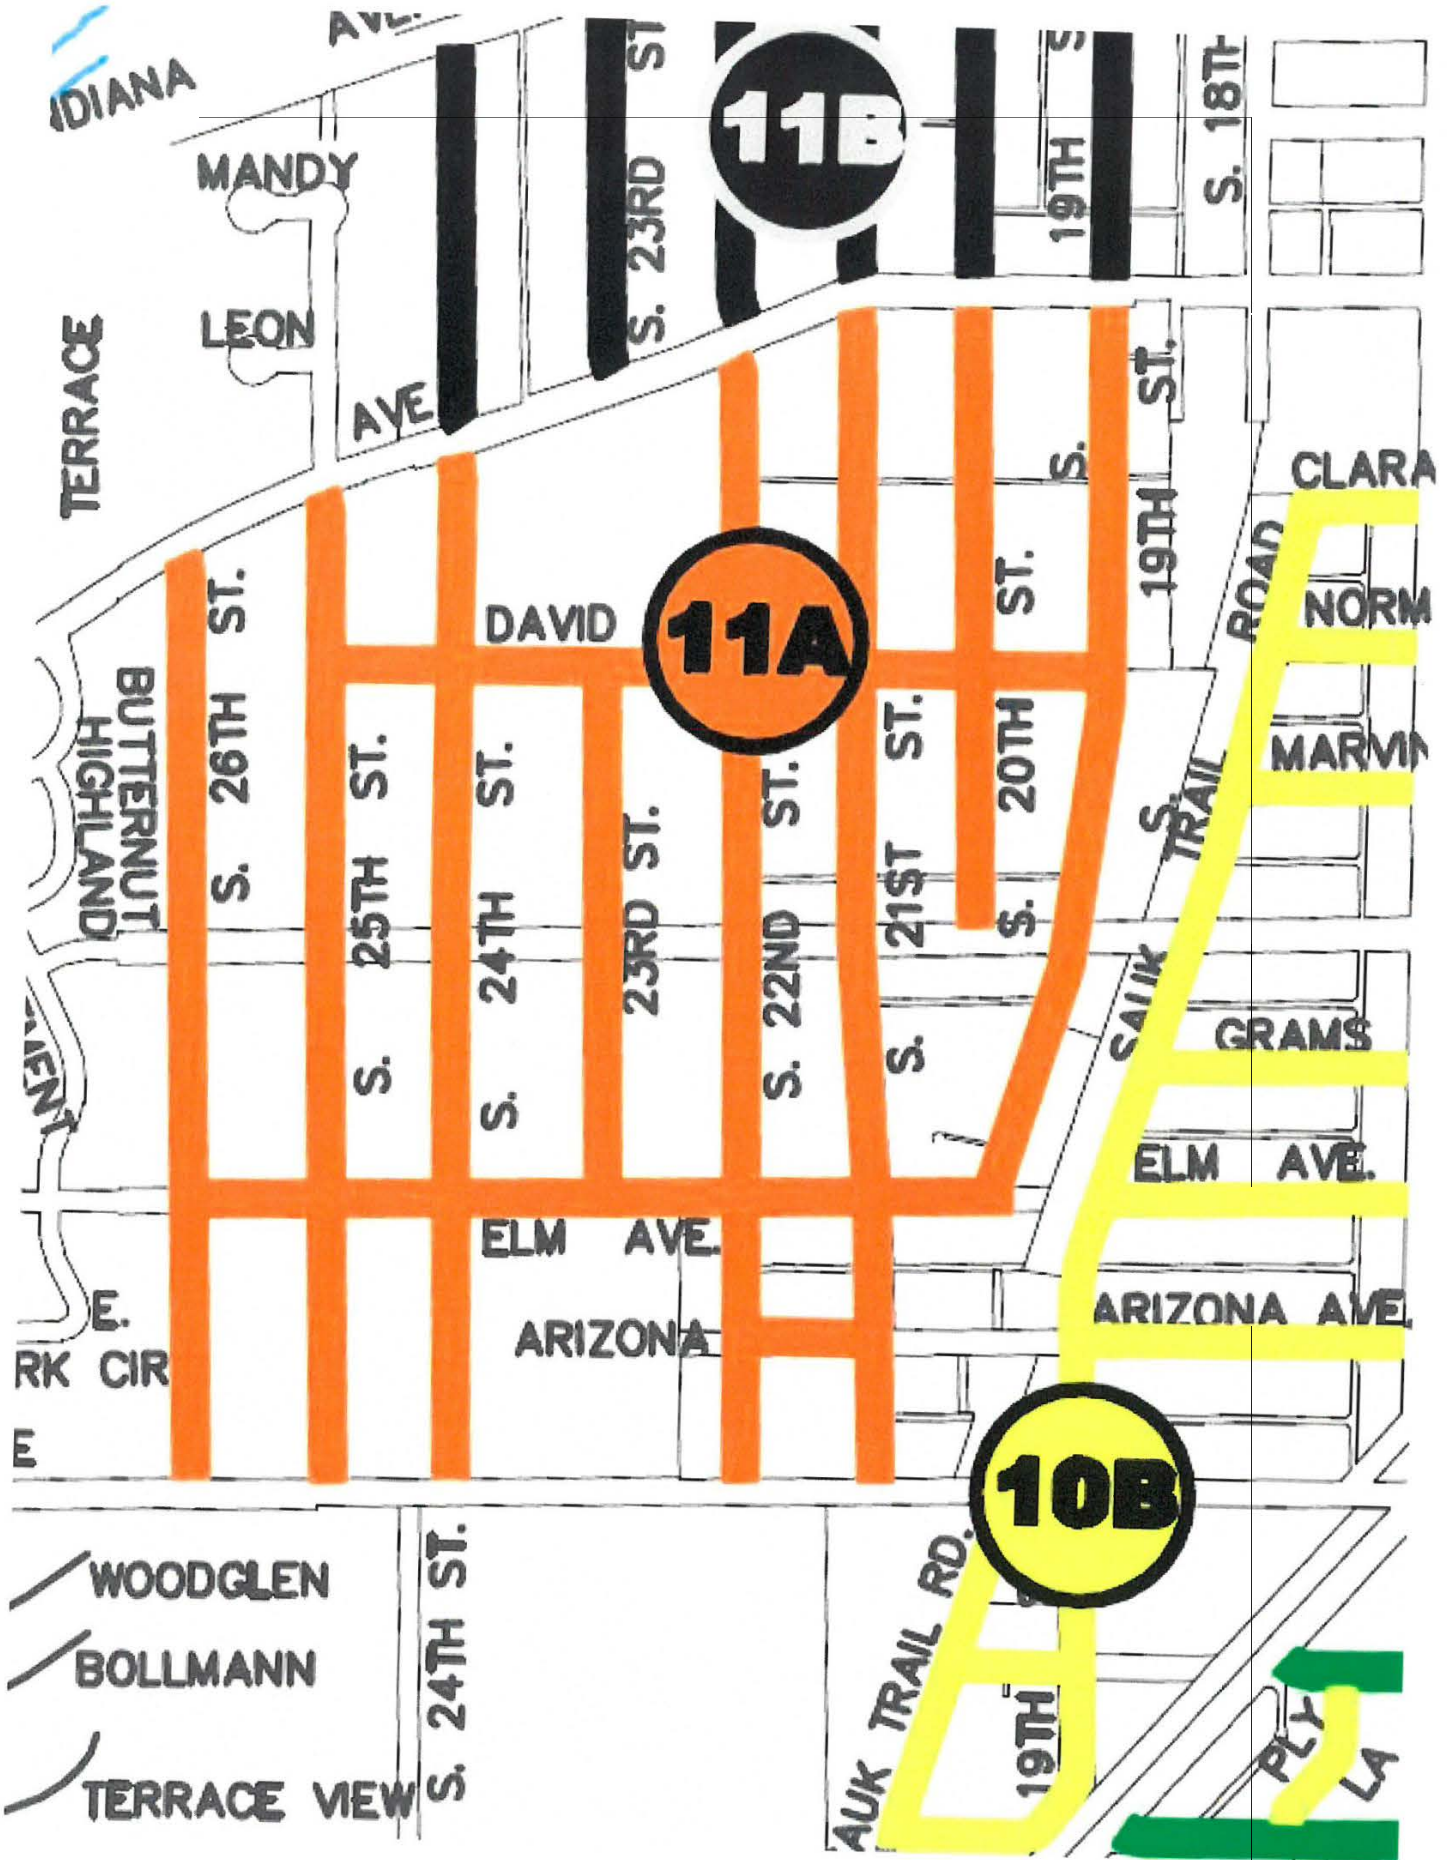 AVE.
NDIANA
MANDY
LEON
TERRACE
AVE
S. 23RD ST
11B
19TH S
S. 18TH
CLARA
NORM
MARVIN
S. 19TH ST.
DAVID
11A
S. 26TH ST.
BUTTERNUT
HIGHLAND
S. 25TH ST.
S. 24TH ST.
23RD ST.
S. 22ND ST.
S. 21ST ST.
S. 20TH ST.
S. SAUK TRAIL ROAD
GRAMS
ELM AVE.
ELM AVE.
ARIZONA
ARIZONA AVE.
E.
RK CIR
E
10B
WOODGLEN
BOLLMANN
TERRACE VIEW
S. 24TH ST.
AUK TRAIL RD.
19TH
PLY
LA